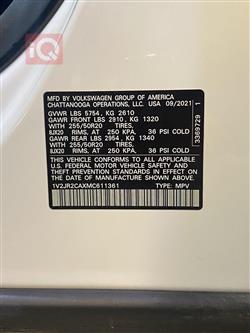 IQ
MFD BY VOLKSWAGEN GROUP OF AMERICA
CHATTANOOGA OPERATIONS, LLC. USA 09/2021
GVWR LBS 5754, KG 2610
GAWR FRONT LBS 2910, KG 1320
WITH 255/50R20 TIRES,
8JX20 RIMS, AT 250 KPA, 36 PSI COLD
GAWR REAR LBS 2954, KG 1340
WITH 255/50R20 TIRES,
8JX20 RIMS, AT 250 KPA, 36 PSI COLD
THIS VEHICLE CONFORMS TO ALL APPLICABLE
U.S. FEDERAL MOTOR VEHICLE SAFETY
STANDARDS IN EFFECT ON THE DATE OF
MANUFACTURE SHOWN ABOVE.
1V2JR2CAXMC611361 TYPE: MPV
3369729 1